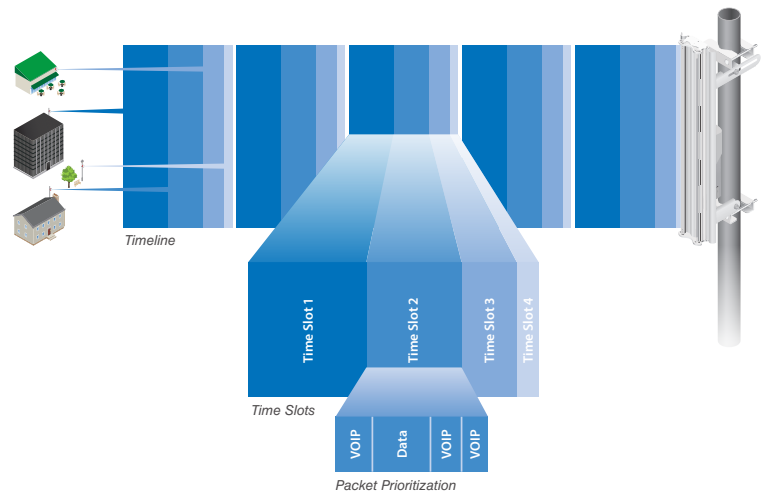 Timeline
Time Slot 1
Time Slot 2
Time Slot 3
Time Slot 4
Time Slots
VOIP
Data
VOIP
VOIP
Packet Prioritization